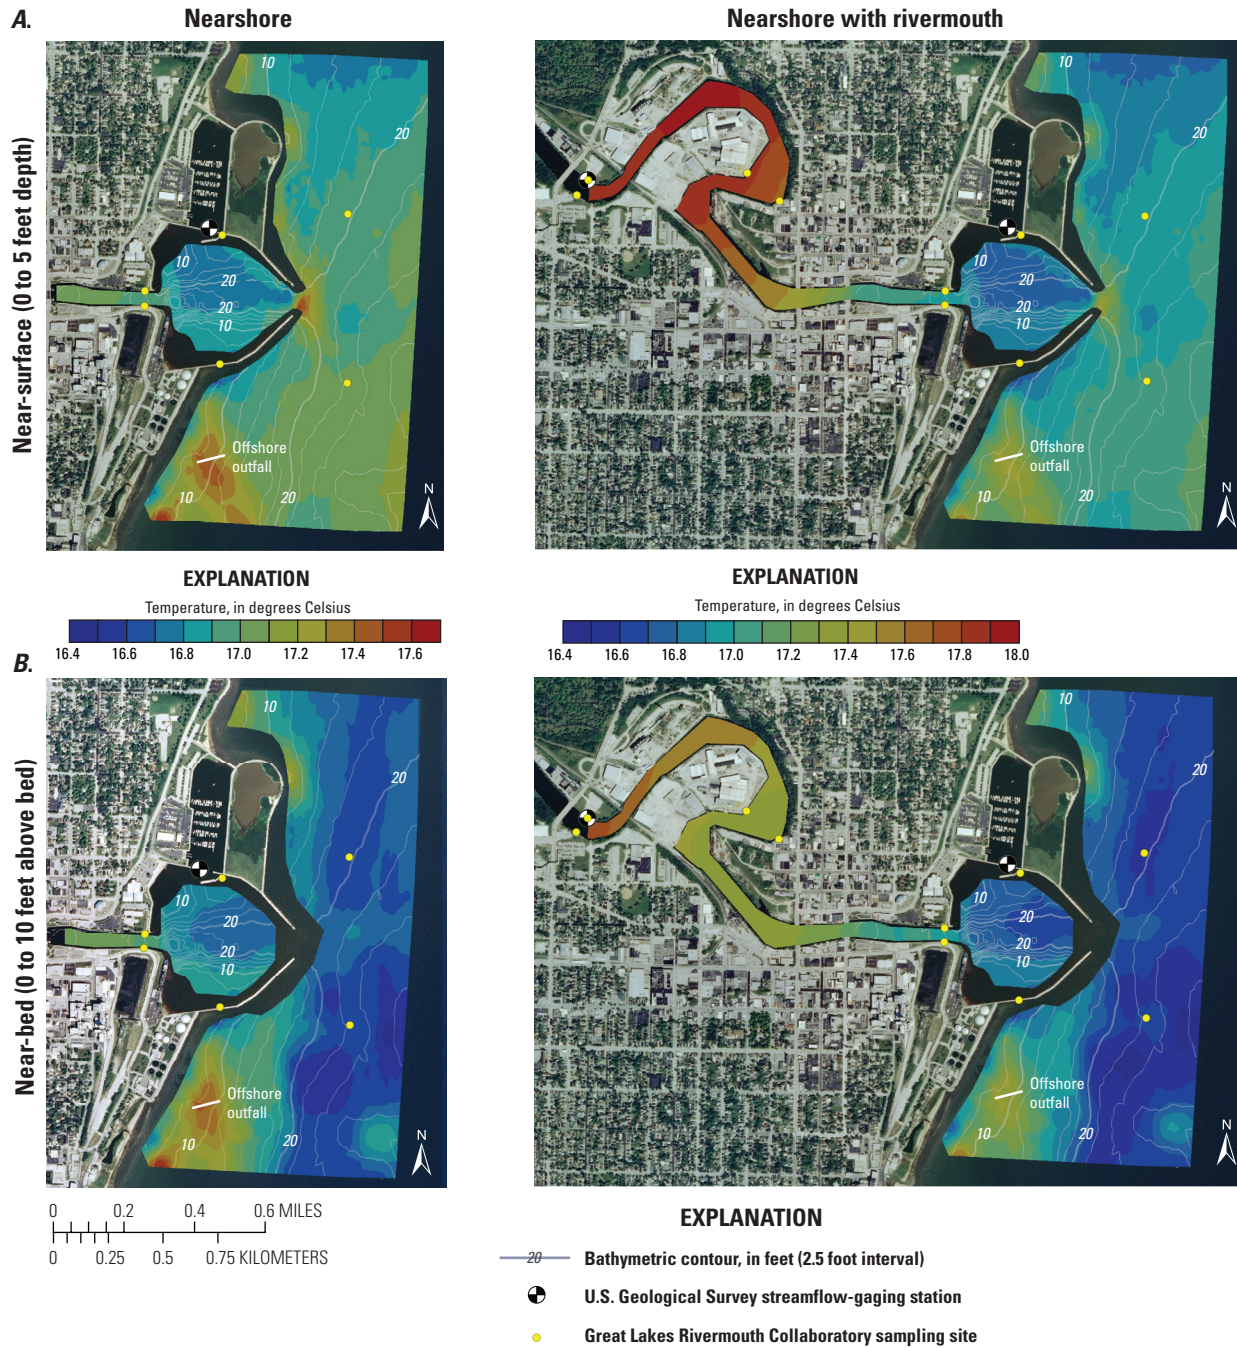 A.
Nearshore
Nearshore with rivermouth
Near-surface (0 to 5 feet depth)
10
20
10
20
20
10
Offshore
outfall
10
20
N
10
20
10
20
20
10
Offshore
outfall
10
20
N
EXPLANATION
Temperature, in degrees Celsius
16.4 16.6 16.8 17.0 17.2 17.4 17.6
EXPLANATION
Temperature, in degrees Celsius
16.4 16.6 16.8 17.0 17.2 17.4 17.6 17.8 18.0
B.
Near-bed (0 to 10 feet above bed)
10
20
10
20
20
10
Offshore
outfall
10
20
N
10
20
10
20
20
10
Offshore
outfall
10
20
N
0 0.2 0.4 0.6 MILES
0 0.25 0.5 0.75 KILOMETERS
EXPLANATION
20 Bathymetric contour, in feet (2.5 foot interval)
U.S. Geological Survey streamflow-gaging station
Great Lakes Rivermouth Collaboratory sampling site